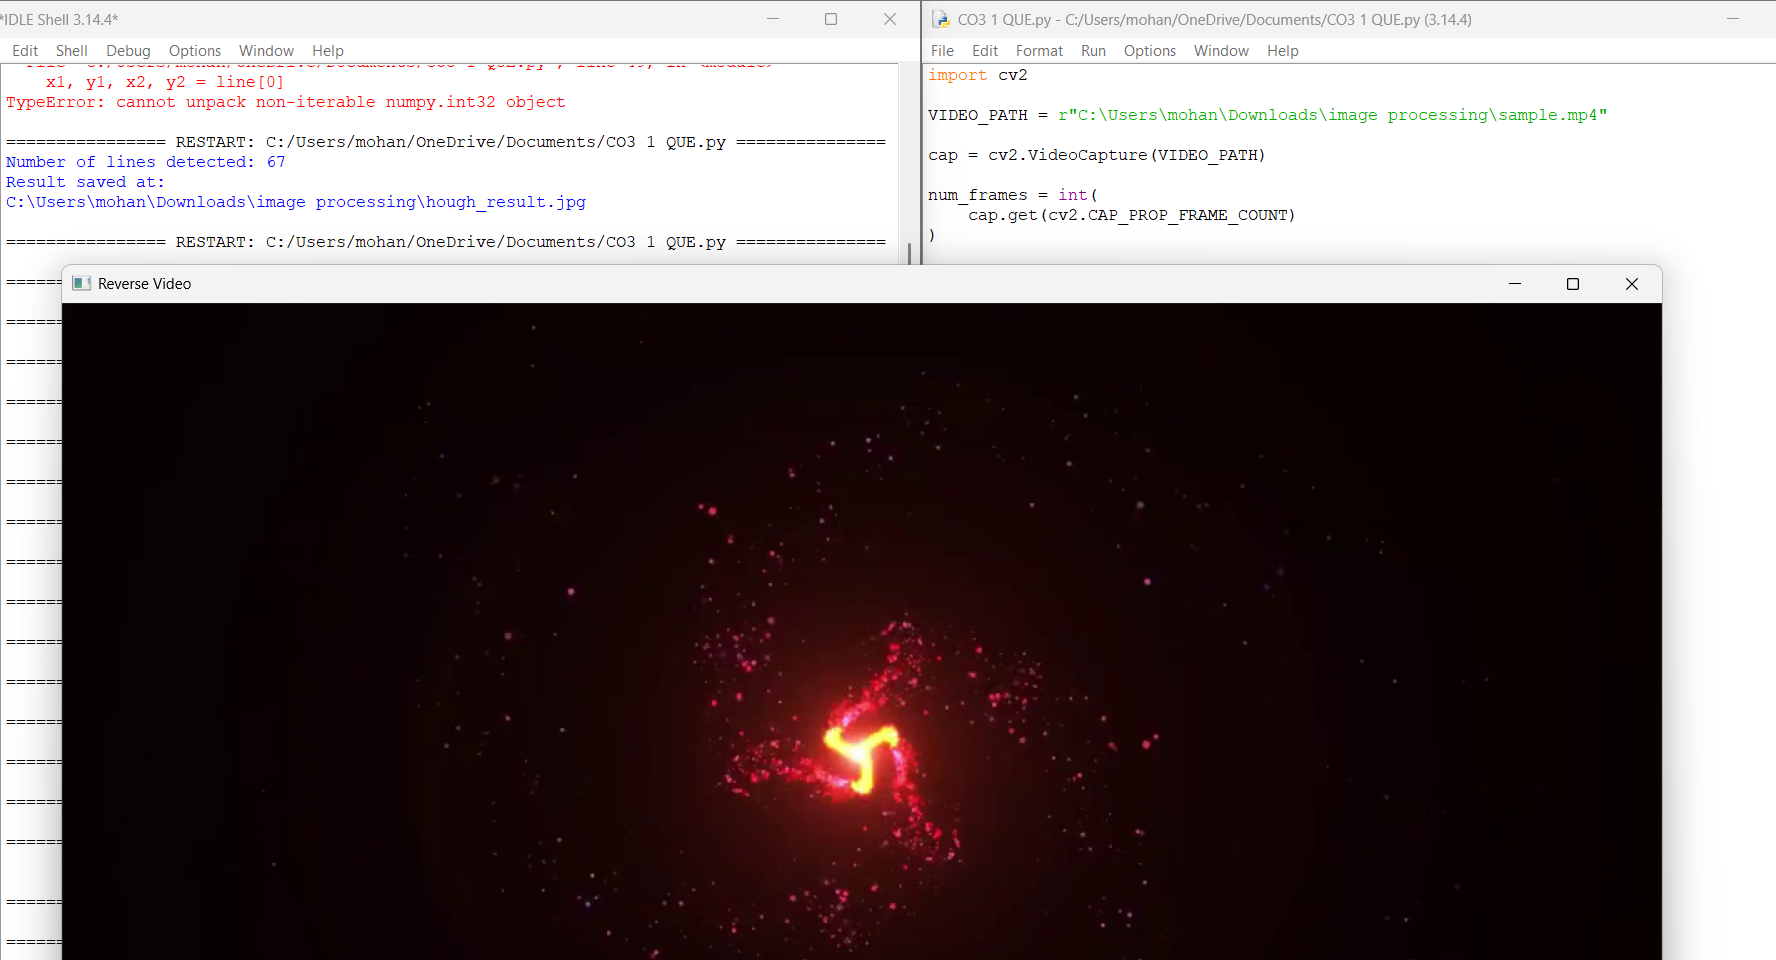 *IDLE Shell 3.14.4*
Edit Shell Debug Options Window Help
x1, y1, x2, y2 = line[0]
TypeError: cannot unpack non-iterable numpy.int32 object
================ RESTART: C:/Users/mohan/OneDrive/Documents/CO3 1 QUE.py ===============
Number of lines detected: 67
Result saved at:
C:\Users\mohan\Downloads\image processing\hough_result.jpg
================ RESTART: C:/Users/mohan/OneDrive/Documents/CO3 1 QUE.py ===============
CO3 1 QUE.py - C:/Users/mohan/OneDrive/Documents/CO3 1 QUE.py (3.14.4)
File Edit Format Run Options Window Help
import cv2
VIDEO_PATH = r"C:\Users\mohan\Downloads\image processing\sample.mp4"
cap = cv2.VideoCapture(VIDEO_PATH)
num_frames = int(
cap.get(cv2.CAP_PROP_FRAME_COUNT)
)
Reverse Video